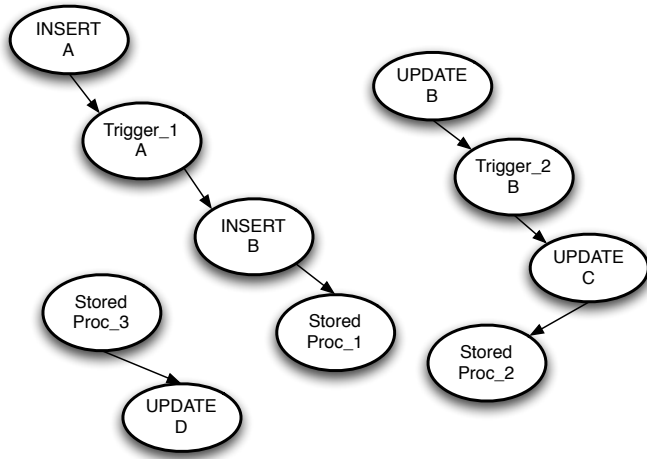 INSERT
A
Trigger_1
A
INSERT
B
Stored
Proc_1
UPDATE
B
Trigger_2
B
UPDATE
C
Stored
Proc_2
Stored
Proc_3
UPDATE
D